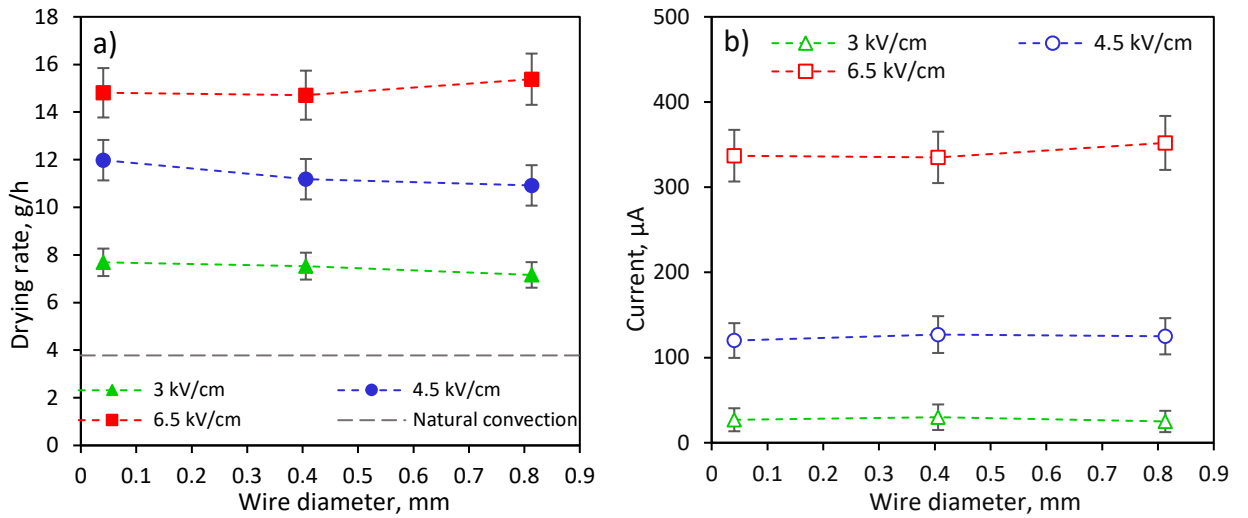 a)
Drying rate, g/h
18
16
14
12
10
8
6
4
2
0
3 kV/cm
4.5 kV/cm
6.5 kV/cm
Natural convection
0 0.1 0.2 0.3 0.4 0.5 0.6 0.7 0.8 0.9
Wire diameter, mm
b)
Current, µA
500
400
300
200
100
0
3 kV/cm
4.5 kV/cm
6.5 kV/cm
0 0.1 0.2 0.3 0.4 0.5 0.6 0.7 0.8 0.9
Wire diameter, mm